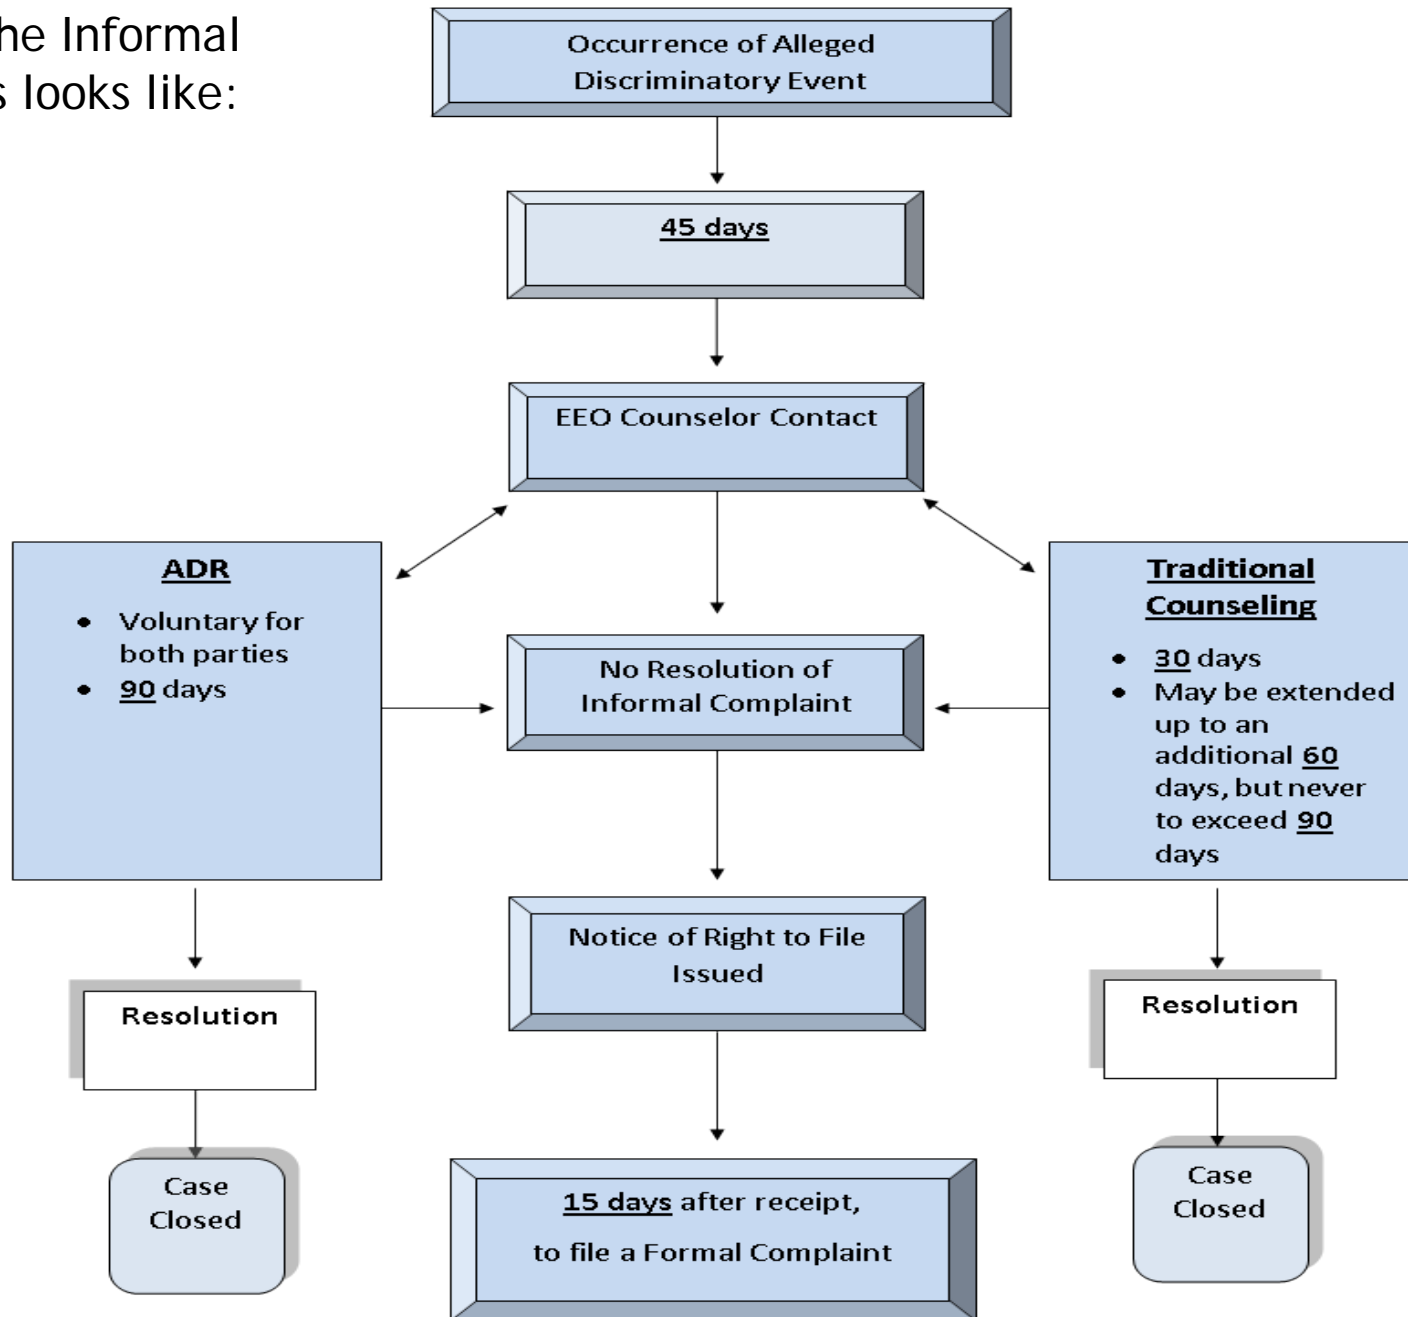 he Informal
s looks like:
Occurrence of Alleged
Discriminatory Event
45 days
EEO Counselor Contact
ADR
• Voluntary for
both parties
• 90 days
No Resolution of
Informal Complaint
Traditional
Counseling
• 30 days
• May be extended
up to an
additional 60
days, but never
to exceed 90
days
Notice of Right to File
Issued
Resolution
Resolution
Case
Closed
15 days after receipt,
to file a Formal Complaint
Case
Closed